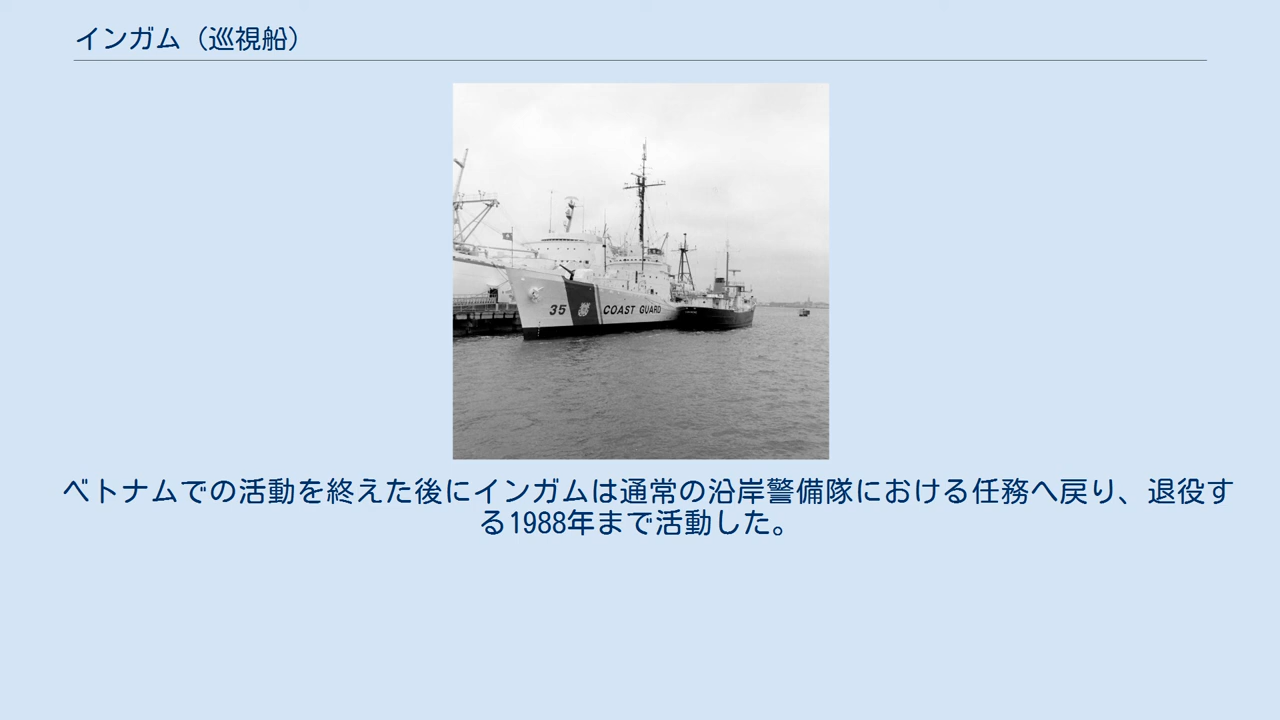 インガム（巡視船）
35 COAST GUARD
ベトナムでの活動を終えた後にインガムは通常の沿岸警備隊における任務へ戻り、退役す
る1988年まで活動した。